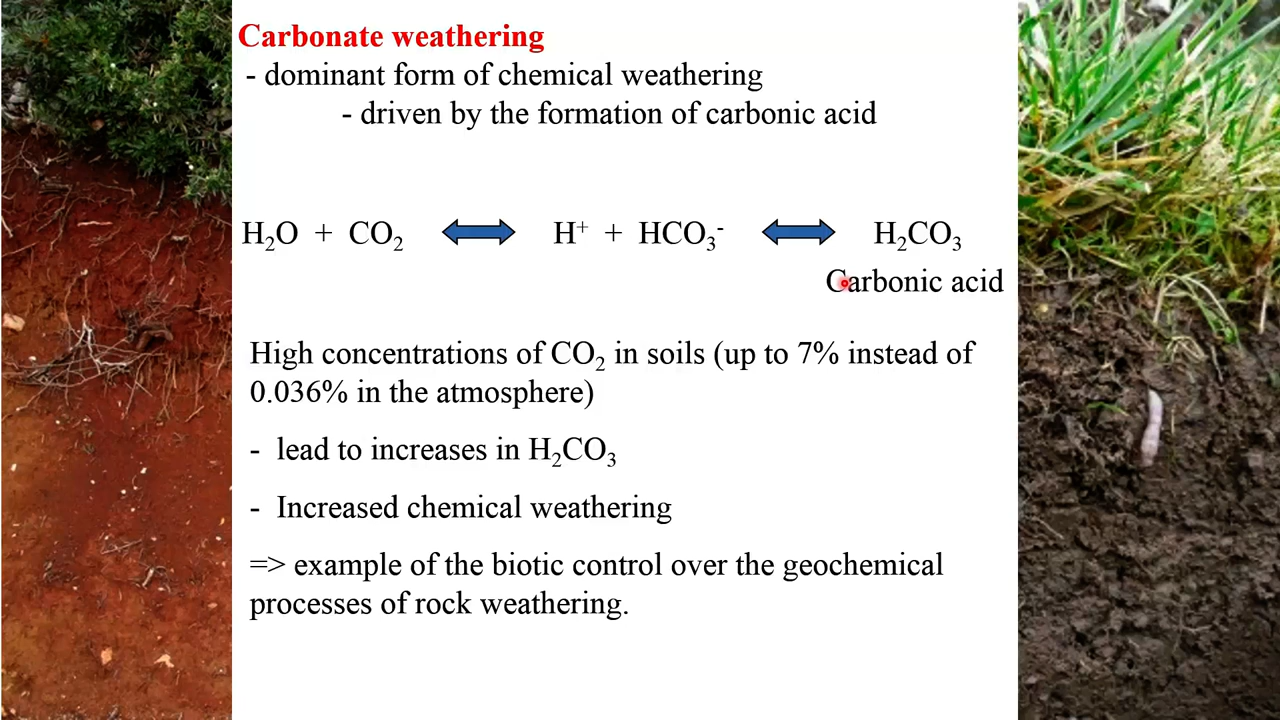 Carbonate weathering
- dominant form of chemical weathering
- driven by the formation of carbonic acid
H₂O + CO₂ ⟺ H⁺ + HCO₃⁻ ⟺ H₂CO₃
Carbonic acid
High concentrations of CO₂ in soils (up to 7% instead of
0.036% in the atmosphere)
- lead to increases in H₂CO₃
- Increased chemical weathering
=> example of the biotic control over the geochemical
processes of rock weathering.